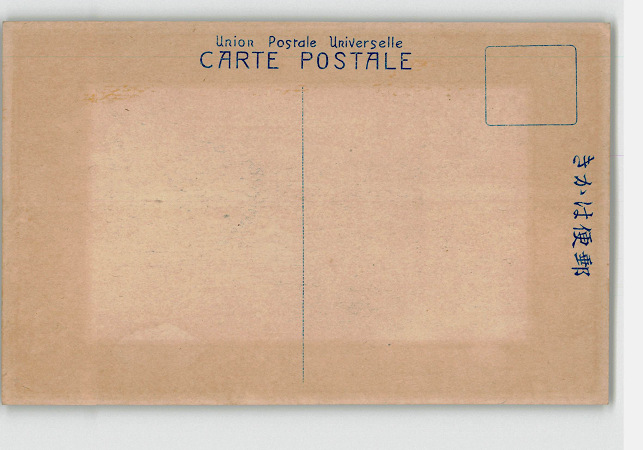 Union Postale Universelle
CARTE POSTALE
郵便はかき